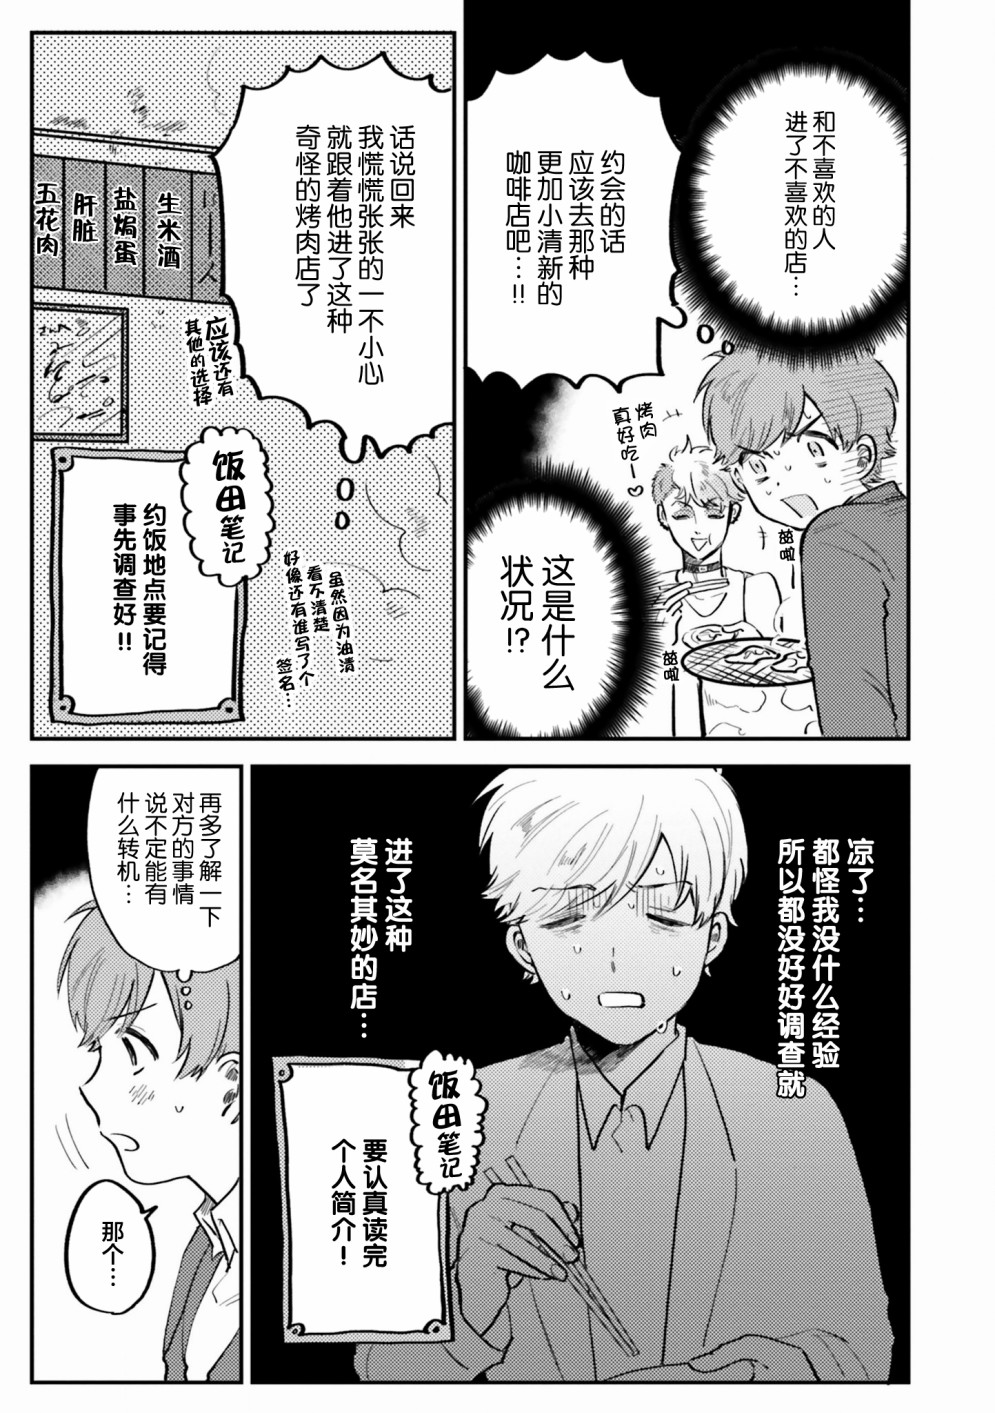 和不喜欢的人
进了不喜欢的店…
约会的话
应该去那种
更加小清新的
咖啡店吧…!!
烤肉
真好吃ー♡
滋啦
滋啦
这是什么
状况!?
话说回来
我慌慌张张的一不小心
就跟着他进了这种
奇怪的烤肉店了
生米酒
盐焗蛋
肝脏
五花肉
应该还有
其他的选择
饭田笔记
约饭地点要记得
事先调查好!!
虽然因为油清
看不清楚
好像还有谁写了个
签名…
凉了…
都怪我没什么经验
所以都没好好调查就
进了这种
莫名其妙的店…
饭田笔记
要认真读完
个人简介!
再多了解一下
对方的事情
说不定能有
什么转机…
那个…